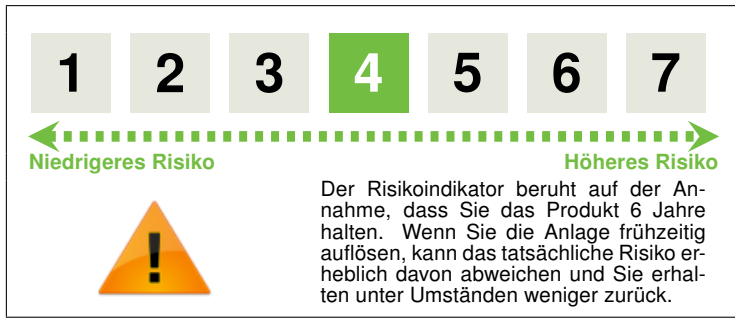 1 2 3 4 5 6 7
Niedrigeres Risiko Höheres Risiko
Der Risikoindikator beruht auf der An-
nahme, dass Sie das Produkt 6 Jahre
halten. Wenn Sie die Anlage frühzeitig
auflösen, kann das tatsächliche Risiko er-
heblich davon abweichen und Sie erhal-
ten unter Umständen weniger zurück.
!